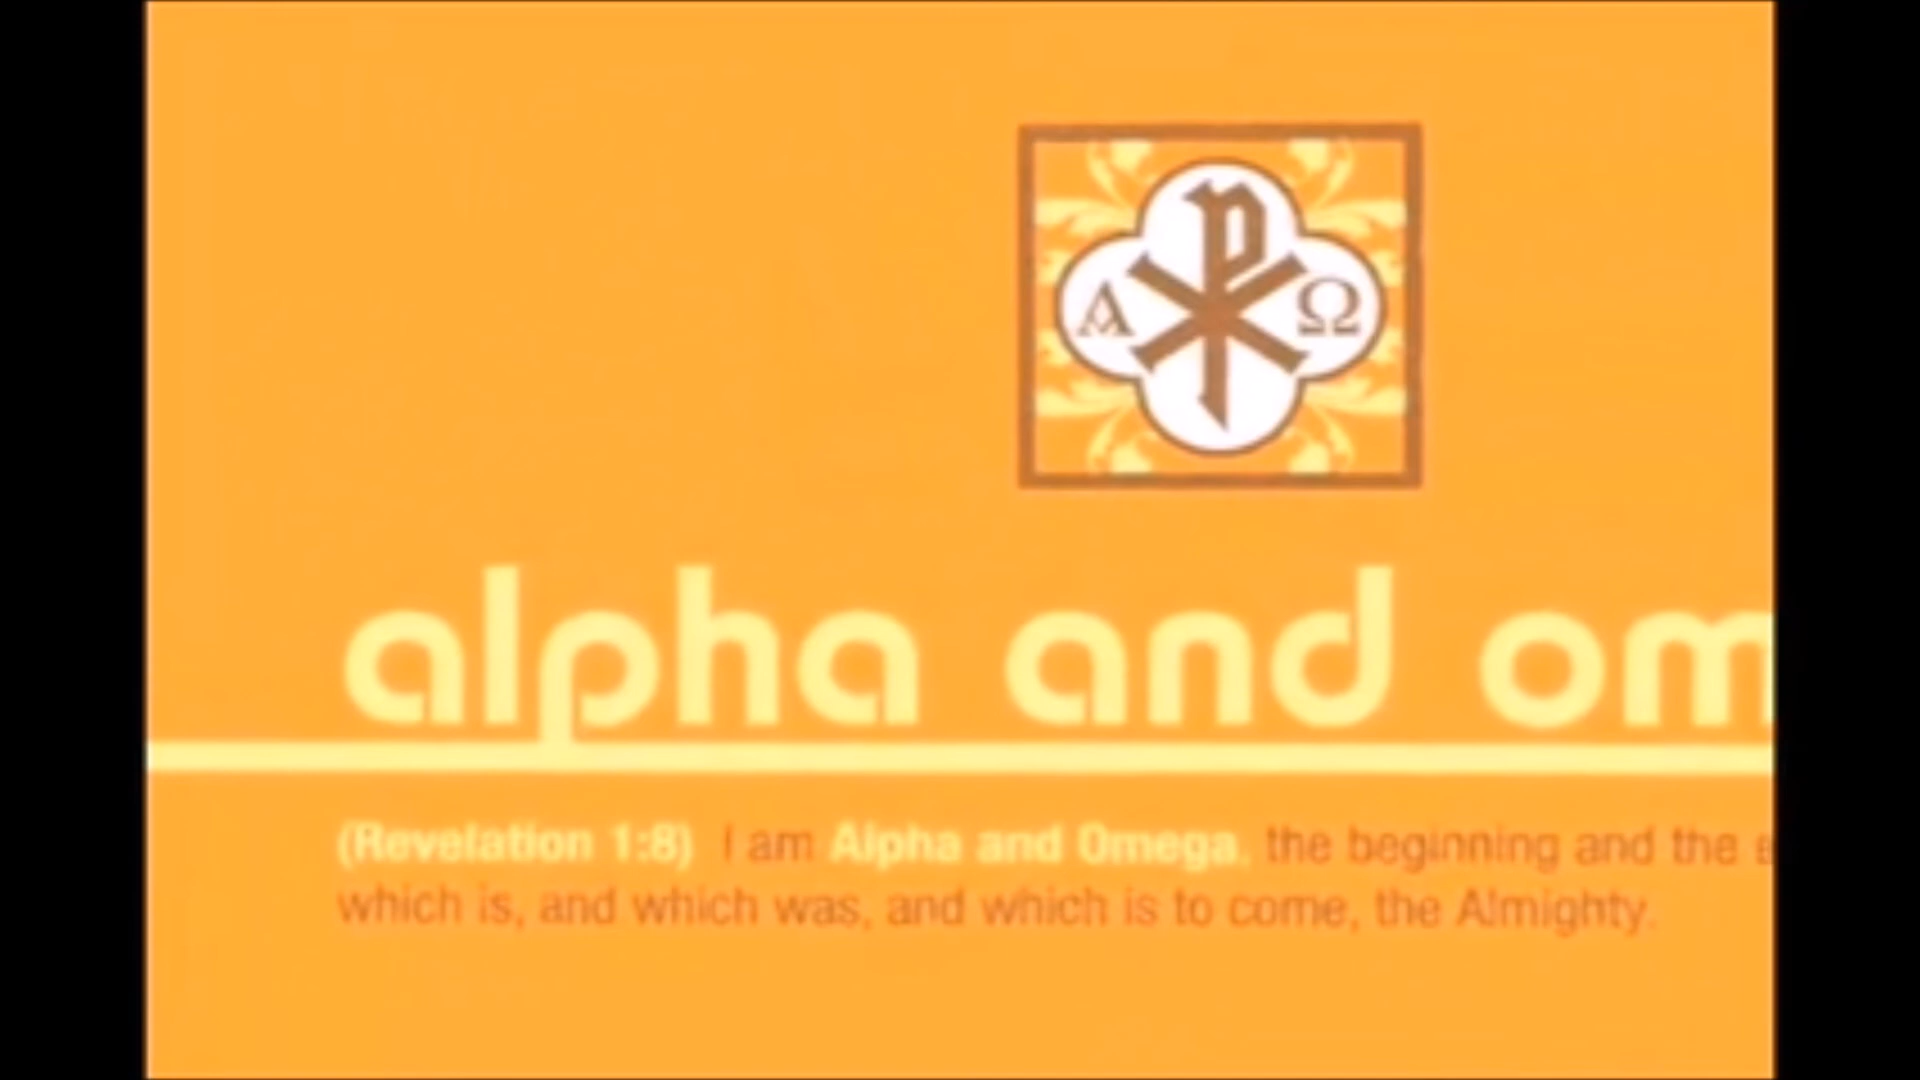 Α Ω
alpha and om
(Revelation 1:8) I am Alpha and Omega, the beginning and the
which is, and which was, and which is to come, the Almighty.